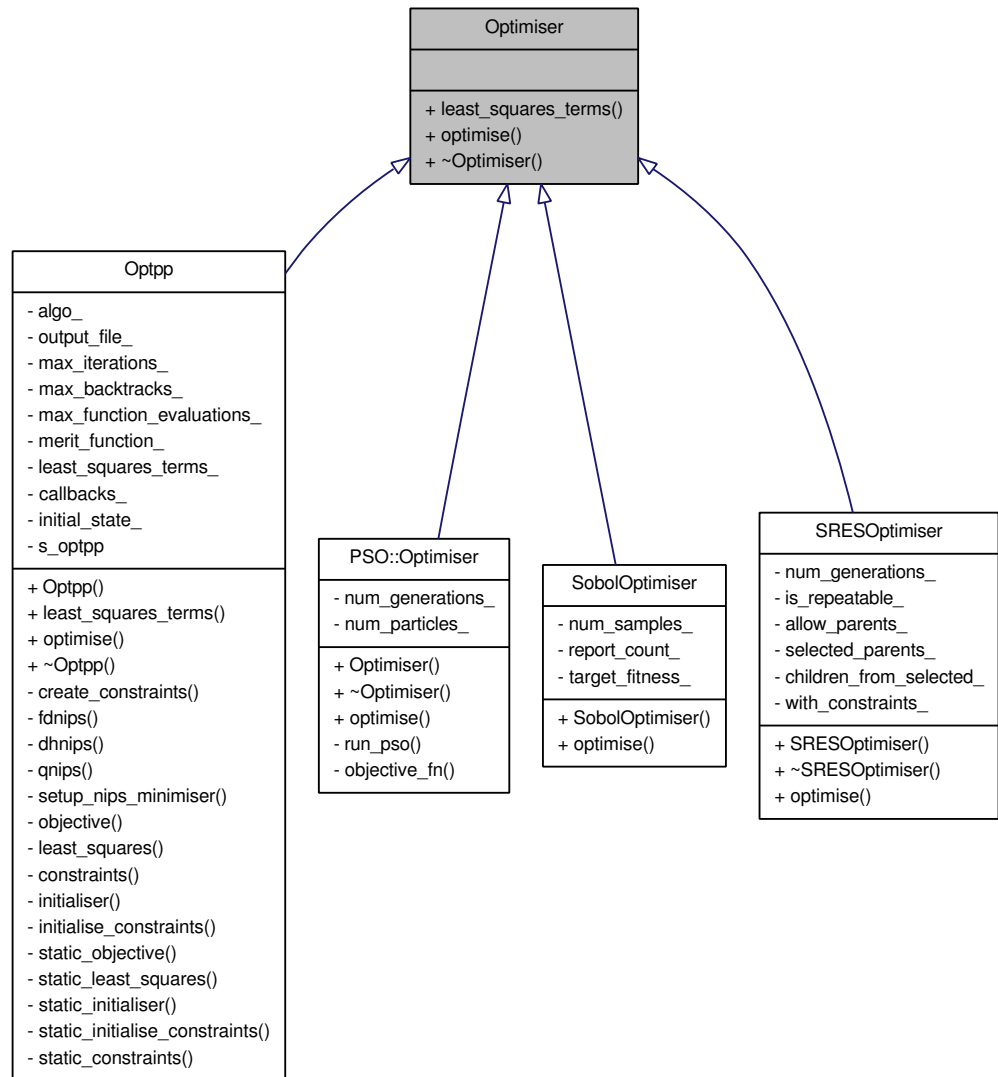 Optimiser
+ least_squares_terms()
+ optimise()
+ ~Optimiser()
Optpp
- algo_
- output_file_
- max_iterations_
- max_backtracks_
- max_function_evaluations_
- merit_function_
- least_squares_terms_
- callbacks_
- initial_state_
- s_optpp
+ Optpp()
+ least_squares_terms()
+ optimise()
+ ~Optpp()
- create_constraints()
- fdnips()
- dhnips()
- qnips()
- setup_nips_minimiser()
- objective()
- least_squares()
- constraints()
- initialiser()
- initialise_constraints()
- static_objective()
- static_least_squares()
- static_initialiser()
- static_initialise_constraints()
- static_constraints()
PSO::Optimiser
- num_generations_
- num_particles_
+ Optimiser()
+ ~Optimiser()
+ optimise()
- run_pso()
- objective_fn()
SobolOptimiser
- num_samples_
- report_count_
- target_fitness_
+ SobolOptimiser()
+ optimise()
SRESOptimiser
- num_generations_
- is_repeatable_
- allow_parents_
- selected_parents_
- children_from_selected_
- with_constraints_
+ SRESOptimiser()
+ ~SRESOptimiser()
+ optimise()